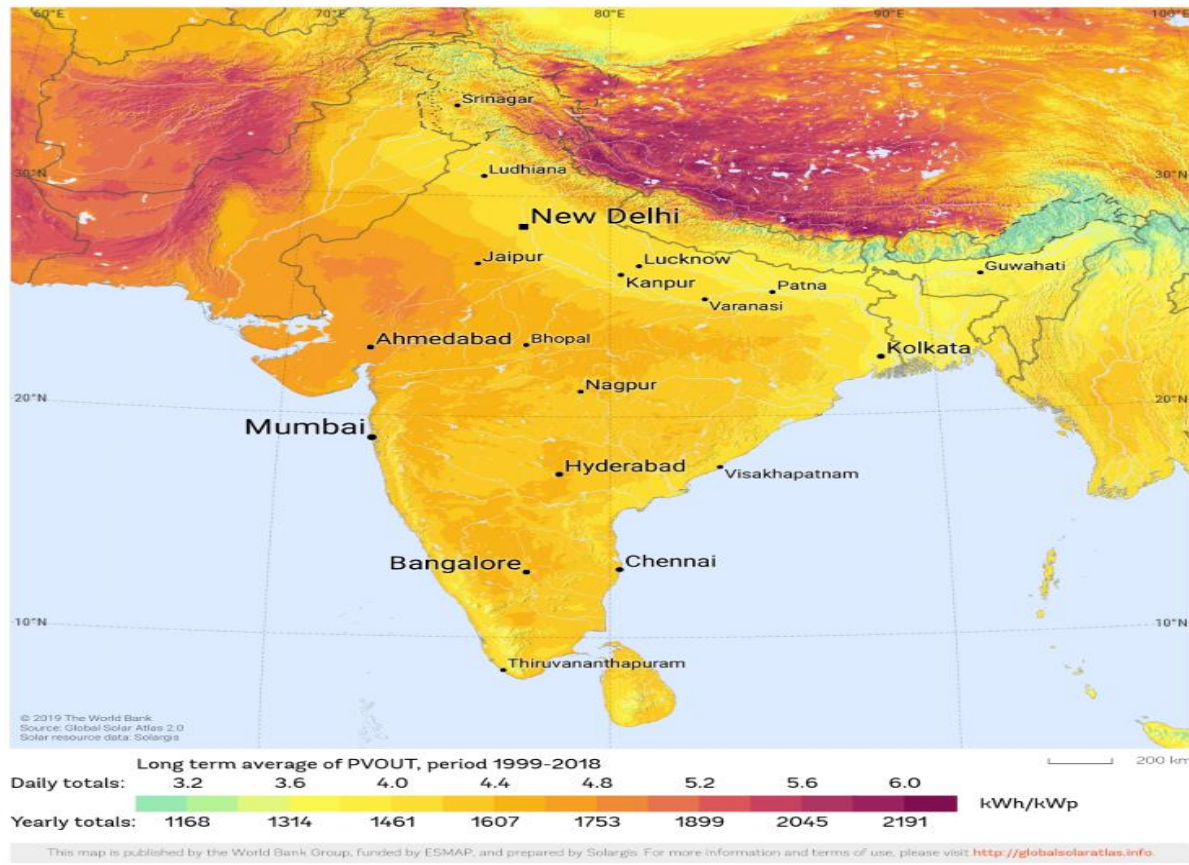 60°E 70°E 80°E 90°E 100°E
Srinagar
30°N Ludhiana 30°N
New Delhi
Jaipur Lucknow Guwahati
Kanpur Patna
Varanasi
Ahmedabad Bhopal Kolkata
Nagpur
20°N 20°N
Mumbai
Hyderabad Visakhapatnam
Bangalore Chennai
10°N 10°N
Thiruvananthapuram
© 2019 The World Bank
Source: Global Solar Atlas 2.0
Solar resource data: Solargis
Long term average of PVOUT, period 1999-2018 200 km
Daily totals: 3.2 3.6 4.0 4.4 4.8 5.2 5.6 6.0
kWh/kWp
Yearly totals: 1168 1314 1461 1607 1753 1899 2045 2191
This map is published by the World Bank Group, funded by ESMAP, and prepared by Solargis. For more information and terms of use, please visit http://globalsolaratlas.info.